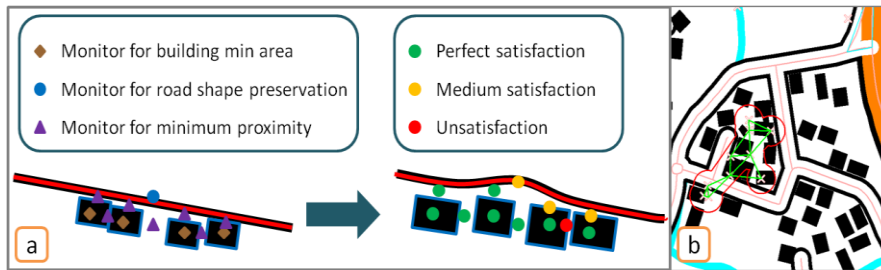 Monitor for building min area
Monitor for road shape preservation
Monitor for minimum proximity
Perfect satisfaction
Medium satisfaction
Unsatisfaction
a
b